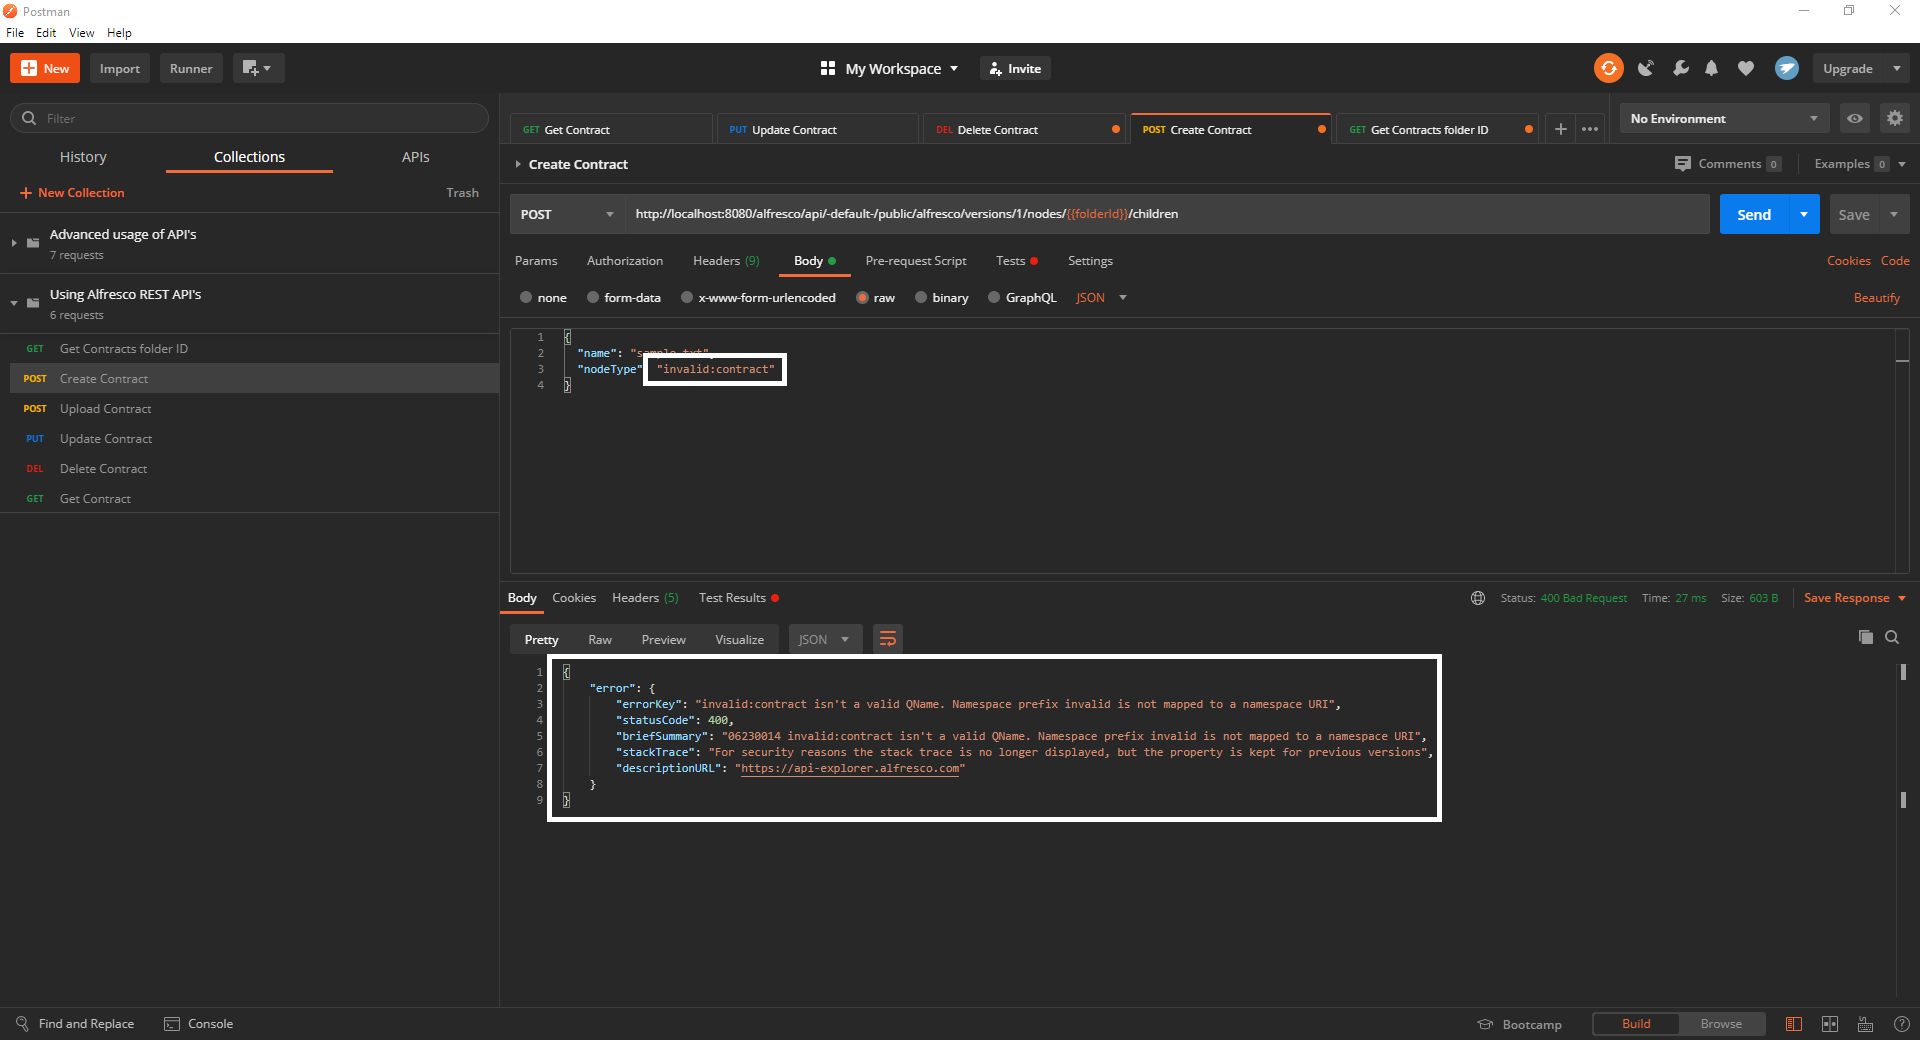 Postman
File Edit View Help
New Import Runner
My Workspace Invite
Upgrade
Filter
History Collections APIs
New Collection Trash
Advanced usage of API's
7 requests
Using Alfresco REST API's
6 requests
GET Get Contracts folder ID
POST Create Contract
POST Upload Contract
PUT Update Contract
DEL Delete Contract
GET Get Contract
GET Get Contract PUT Update Contract DEL Delete Contract POST Create Contract GET Get Contracts folder ID
No Environment
Create Contract
Comments 0 Examples 0
POST http://localhost:8080/alfresco/api/-default-/public/alfresco/versions/1/nodes/{{folderId}}/children
Send Save
Params Authorization Headers (9) Body Pre-request Script Tests Settings
Cookies Code
none form-data x-www-form-urlencoded raw binary GraphQL JSON
Beautify
1 {
2 "name": "sample.txt",
3 "nodeType" "invalid:contract"
4 }
Body Cookies Headers (5) Test Results
Status: 400 Bad Request Time: 27 ms Size: 603 B Save Response
Pretty Raw Preview Visualize JSON
1 {
2 "error": {
3 "errorKey": "invalid:contract isn't a valid QName. Namespace prefix invalid is not mapped to a namespace URI",
4 "statusCode": 400,
5 "briefSummary": "06230014 invalid:contract isn't a valid QName. Namespace prefix invalid is not mapped to a namespace URI",
6 "stackTrace": "For security reasons the stack trace is no longer displayed, but the property is kept for previous versions",
7 "descriptionURL": "https://api-explorer.alfresco.com"
8 }
9 }
Find and Replace Console
Bootcamp Build Browse